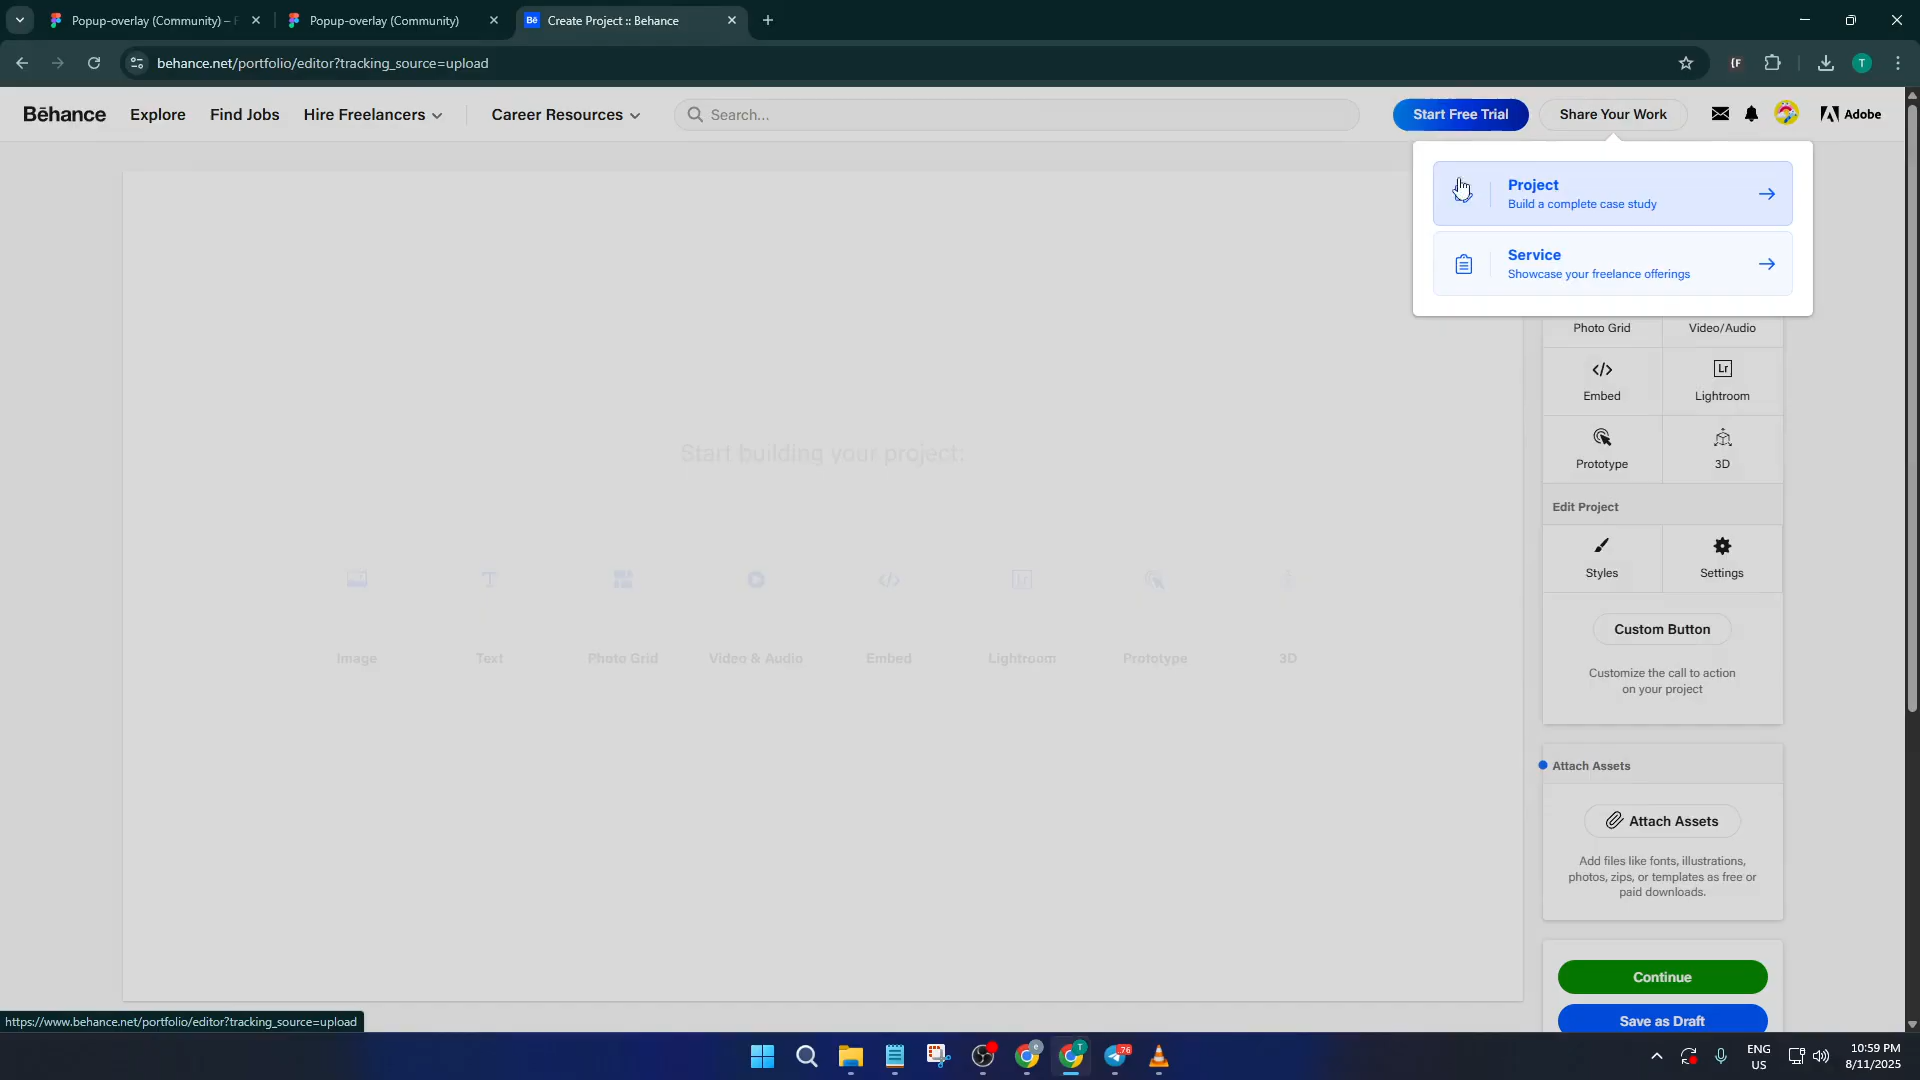 Popup-overlay (Community) –
Popup-overlay (Community)
Bē
Create Project :: Behance
behance.net/portfolio/editor?tracking_source=upload
T
Bēhance
Explore
Find Jobs
Hire Freelancers
Career Resources
Search...
Start Free Trial
Share Your Work
Adobe
Project
Build a complete case study
Service
Showcase your freelance offerings
Photo Grid
Video/Audio
Lr
Embed
Lightroom
Prototype
3D
Start building your project:
Edit Project
Styles
Settings
Image
Text
Photo Grid
Video & Audio
Embed
Lightroom
Prototype
3D
Custom Button
Customize the call to action
on your project
Attach Assets
Attach Assets
Add files like fonts, illustrations,
photos, zips, or templates as free or
paid downloads.
Continue
Save as Draft
https://www.behance.net/portfolio/editor?tracking_source=upload
e
T
76
ENG
US
10:59 PM
8/11/2025